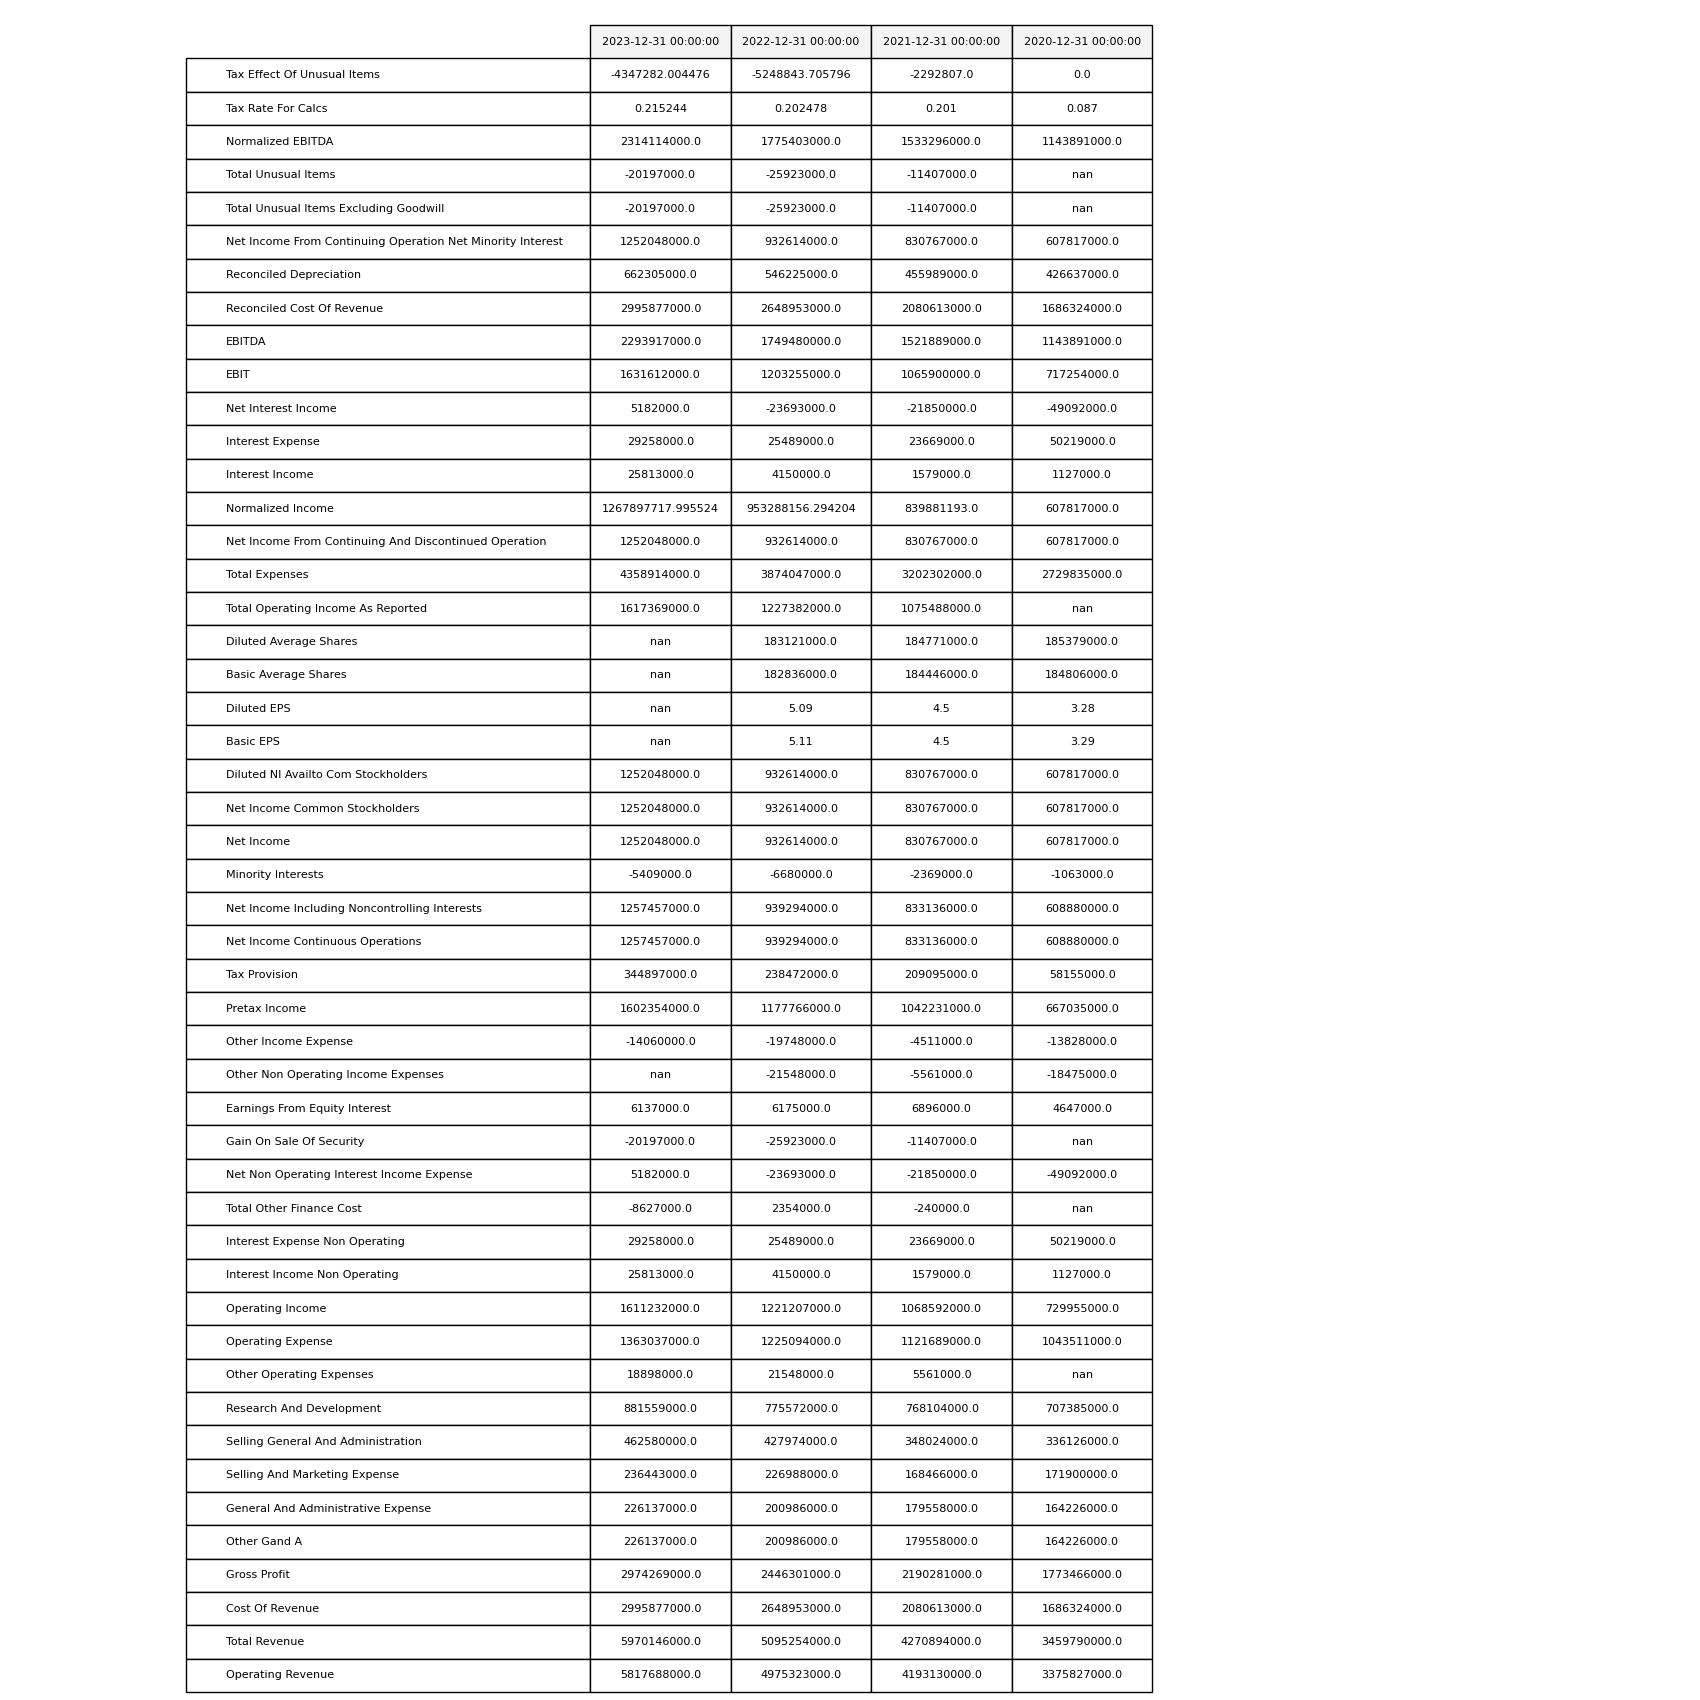 2023-12-31 00:00:00 2022-12-31 00:00:00 2021-12-31 00:00:00 2020-12-31 00:00:00
Tax Effect Of Unusual Items -4347282.004476 -5248843.705796 -2292807.0 0.0
Tax Rate For Calcs 0.215244 0.202478 0.201 0.087
Normalized EBITDA 2314114000.0 1775403000.0 1533296000.0 1143891000.0
Total Unusual Items -20197000.0 -25923000.0 -11407000.0 nan
Total Unusual Items Excluding Goodwill -20197000.0 -25923000.0 -11407000.0 nan
Net Income From Continuing Operation Net Minority Interest 1252048000.0 932614000.0 830767000.0 607817000.0
Reconciled Depreciation 662305000.0 546225000.0 455989000.0 426637000.0
Reconciled Cost Of Revenue 2995877000.0 2648953000.0 2080613000.0 1686324000.0
EBITDA 2293917000.0 1749480000.0 1521889000.0 1143891000.0
EBIT 1631612000.0 1203255000.0 1065900000.0 717254000.0
Net Interest Income 5182000.0 -23693000.0 -21850000.0 -49092000.0
Interest Expense 29258000.0 25489000.0 23669000.0 50219000.0
Interest Income 25813000.0 4150000.0 1579000.0 1127000.0
Normalized Income 1267897717.995524 953288156.294204 839881193.0 607817000.0
Net Income From Continuing And Discontinued Operation 1252048000.0 932614000.0 830767000.0 607817000.0
Total Expenses 4358914000.0 3874047000.0 3202302000.0 2729835000.0
Total Operating Income As Reported 1617369000.0 1227382000.0 1075488000.0 nan
Diluted Average Shares nan 183121000.0 184771000.0 185379000.0
Basic Average Shares nan 182836000.0 184446000.0 184806000.0
Diluted EPS nan 5.09 4.5 3.28
Basic EPS nan 5.11 4.5 3.29
Diluted NI Availto Com Stockholders 1252048000.0 932614000.0 830767000.0 607817000.0
Net Income Common Stockholders 1252048000.0 932614000.0 830767000.0 607817000.0
Net Income 1252048000.0 932614000.0 830767000.0 607817000.0
Minority Interests -5409000.0 -6680000.0 -2369000.0 -1063000.0
Net Income Including Noncontrolling Interests 1257457000.0 939294000.0 833136000.0 608880000.0
Net Income Continuous Operations 1257457000.0 939294000.0 833136000.0 608880000.0
Tax Provision 344897000.0 238472000.0 209095000.0 58155000.0
Pretax Income 1602354000.0 1177766000.0 1042231000.0 667035000.0
Other Income Expense -14060000.0 -19748000.0 -4511000.0 -13828000.0
Other Non Operating Income Expenses nan -21548000.0 -5561000.0 -18475000.0
Earnings From Equity Interest 6137000.0 6175000.0 6896000.0 4647000.0
Gain On Sale Of Security -20197000.0 -25923000.0 -11407000.0 nan
Net Non Operating Interest Income Expense 5182000.0 -23693000.0 -21850000.0 -49092000.0
Total Other Finance Cost -8627000.0 2354000.0 -240000.0 nan
Interest Expense Non Operating 29258000.0 25489000.0 23669000.0 50219000.0
Interest Income Non Operating 25813000.0 4150000.0 1579000.0 1127000.0
Operating Income 1611232000.0 1221207000.0 1068592000.0 729955000.0
Operating Expense 1363037000.0 1225094000.0 1121689000.0 1043511000.0
Other Operating Expenses 18898000.0 21548000.0 5561000.0 nan
Research And Development 881559000.0 775572000.0 768104000.0 707385000.0
Selling General And Administration 462580000.0 427974000.0 348024000.0 336126000.0
Selling And Marketing Expense 236443000.0 226988000.0 168466000.0 171900000.0
General And Administrative Expense 226137000.0 200986000.0 179558000.0 164226000.0
Other Gand A 226137000.0 200986000.0 179558000.0 164226000.0
Gross Profit 2974269000.0 2446301000.0 2190281000.0 1773466000.0
Cost Of Revenue 2995877000.0 2648953000.0 2080613000.0 1686324000.0
Total Revenue 5970146000.0 5095254000.0 4270894000.0 3459790000.0
Operating Revenue 5817688000.0 4975323000.0 4193130000.0 3375827000.0